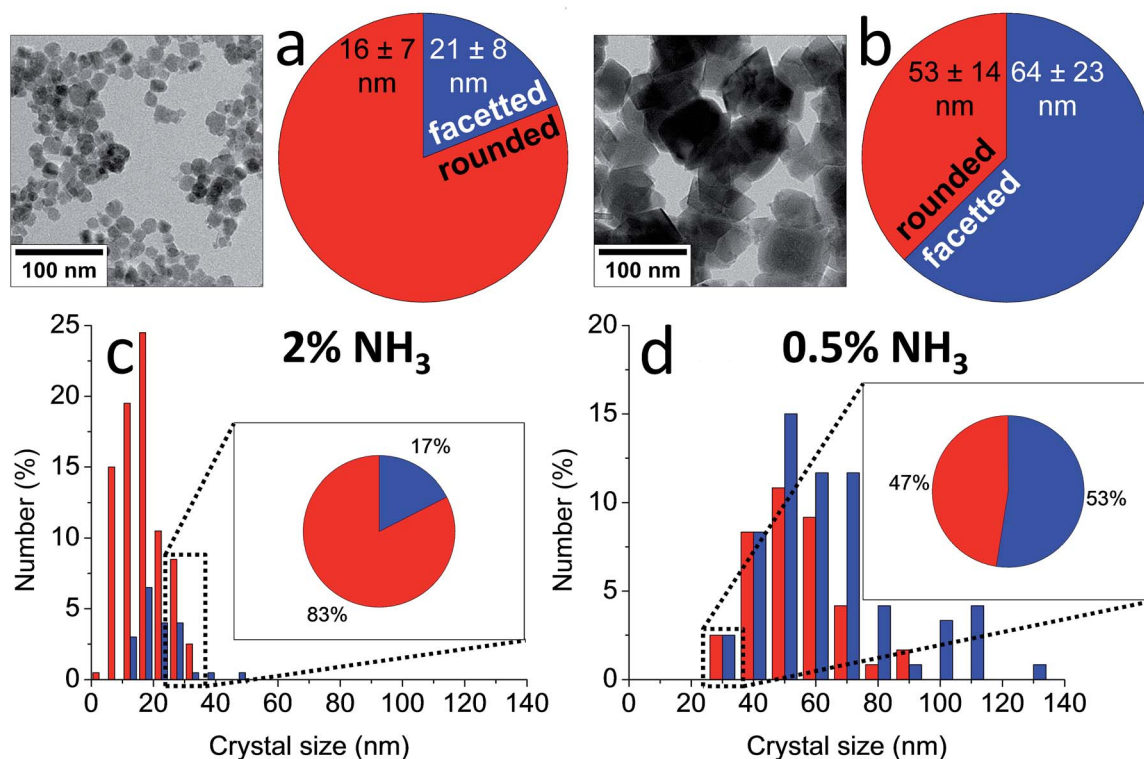 a
16 ± 7
nm
21 ± 8
nm
facetted
rounded
100 nm
b
53 ± 14
nm
64 ± 23
nm
rounded
facetted
100 nm
c
2% NH₃
25
20
15
10
5
0
Number (%)
17%
83%
0 20 40 60 80 100 120 140
Crystal size (nm)
d
0.5% NH₃
20
15
10
5
0
Number (%)
47%
53%
0 20 40 60 80 100 120 140
Crystal size (nm)